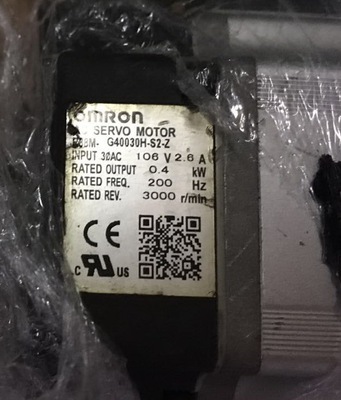 omron
SERVO MOTOR
G40030H-S2-Z
INPUT 3ØAC 106 V 2.6 A
RATED OUTPUT 0.4 kW
RATED FREQ. 200 Hz
RATED REV. 3000 r/min
CE
c RU US